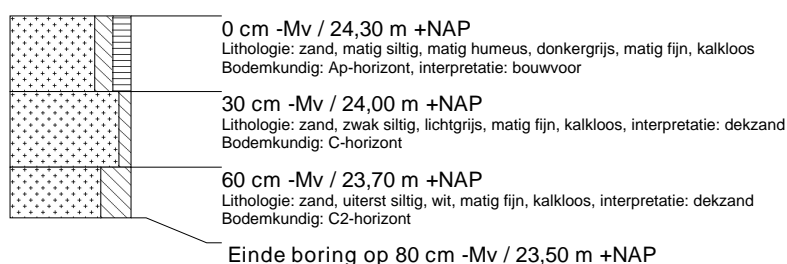 0 cm -Mv / 24,30 m +NAP
Lithologie: zand, matig siltig, matig humeus, donkergrijs, matig fijn, kalkloos
Bodemkundig: Ap-horizont, interpretatie: bouwvoor
30 cm -Mv / 24,00 m +NAP
Lithologie: zand, zwak siltig, lichtgrijs, matig fijn, kalkloos, interpretatie: dekzand
Bodemkundig: C-horizont
60 cm -Mv / 23,70 m +NAP
Lithologie: zand, uiterst siltig, wit, matig fijn, kalkloos, interpretatie: dekzand
Bodemkundig: C2-horizont
Einde boring op 80 cm -Mv / 23,50 m +NAP